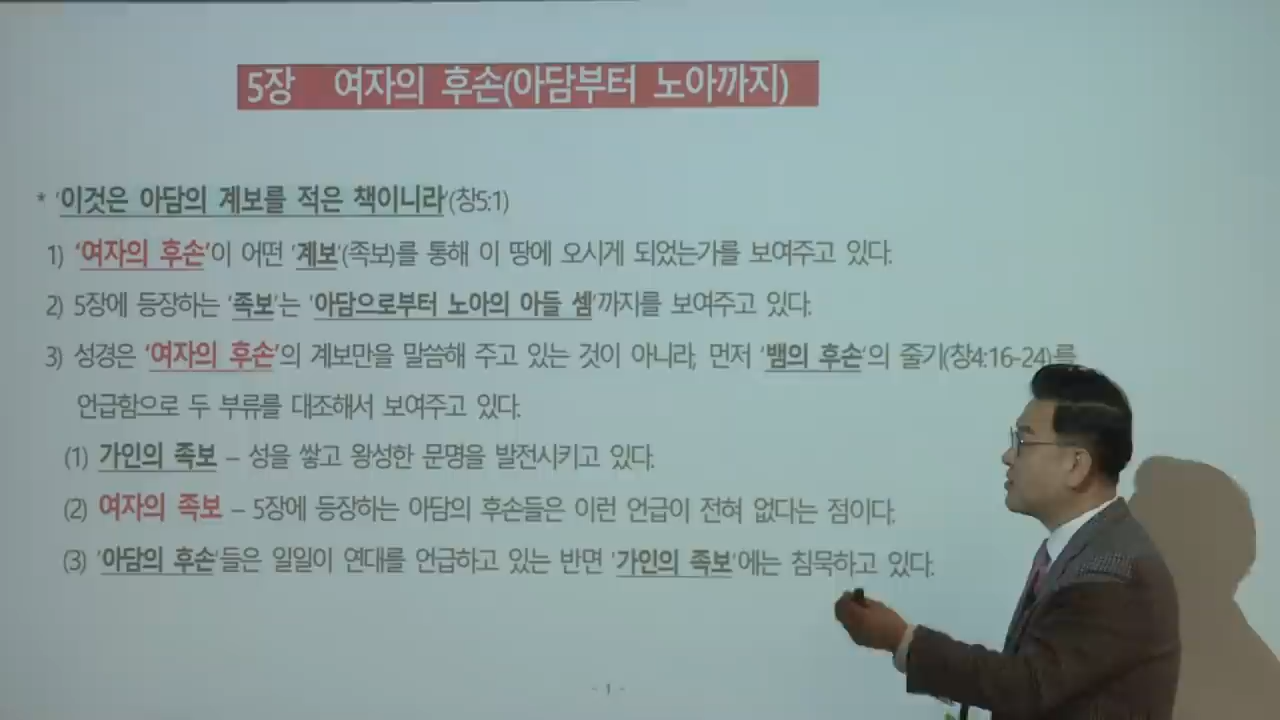 5장 여자의 후손(아담부터 노아까지)
* '이것은 아담의 계보를 적은 책이니라'(창5:1)
1) '여자의 후손'이 어떤 '계보'(족보)를 통해 이 땅에 오시게 되었는가를 보여주고 있다.
2) 5장에 등장하는 '족보'는 '아담으로부터 노아의 아들 셈'까지를 보여주고 있다.
3) 성경은 '여자의 후손'의 계보만을 말씀해 주고 있는 것이 아니라, 먼저 '뱀의 후손'의 줄기(창4:16-24)를
언급함으로 두 부류를 대조해서 보여주고 있다.
(1) 가인의 족보 – 성을 쌓고 왕성한 문명을 발전시키고 있다.
(2) 여자의 족보 – 5장에 등장하는 아담의 후손들은 이런 언급이 전혀 없다는 점이다.
(3) '아담의 후손'들은 일일이 연대를 언급하고 있는 반면 '가인의 족보'에는 침묵하고 있다.
- 1 -